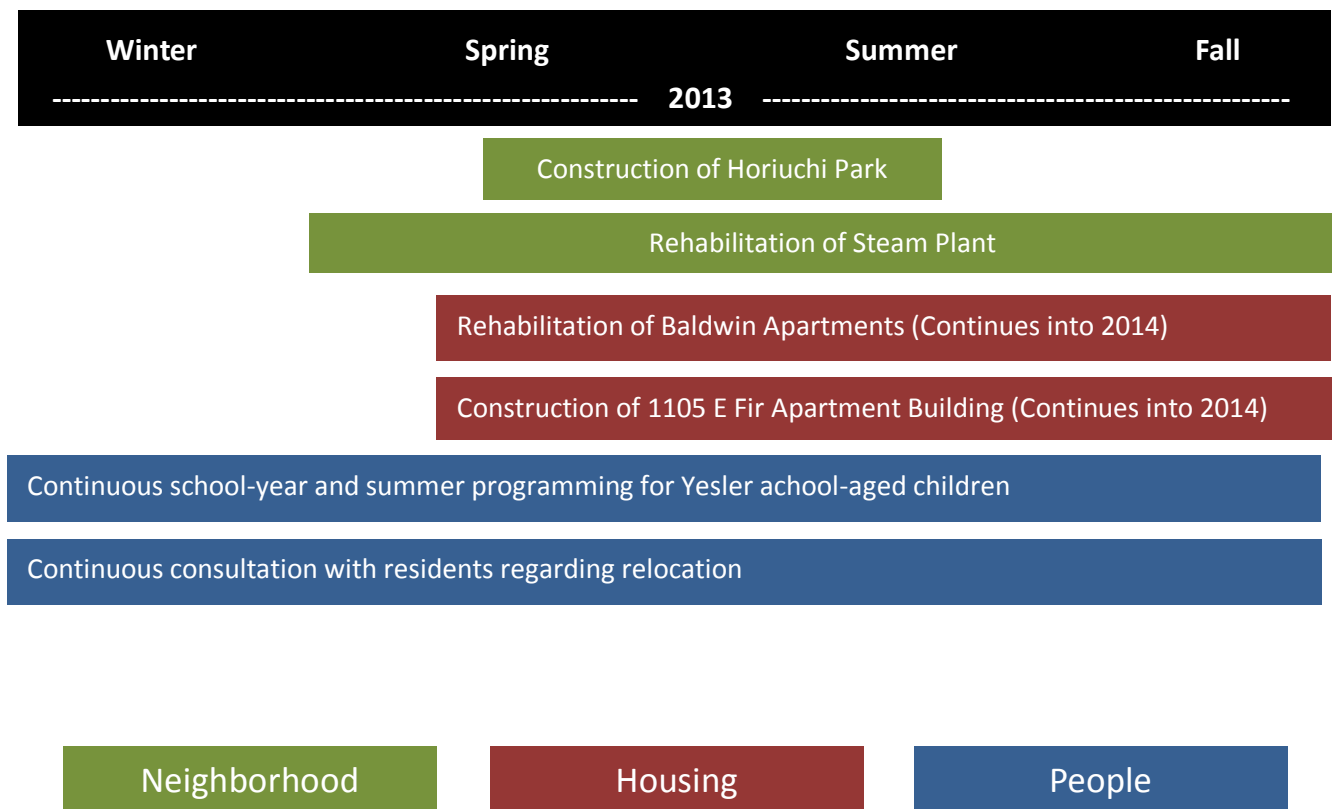 Winter Spring Summer Fall
------------------------------------------------------------- 2013 -------------------------------------------------------
Construction of Horiuchi Park
Rehabilitation of Steam Plant
Rehabilitation of Baldwin Apartments (Continues into 2014)
Construction of 1105 E Fir Apartment Building (Continues into 2014)
Continuous school-year and summer programming for Yesler achool-aged children
Continuous consultation with residents regarding relocation
Neighborhood Housing People